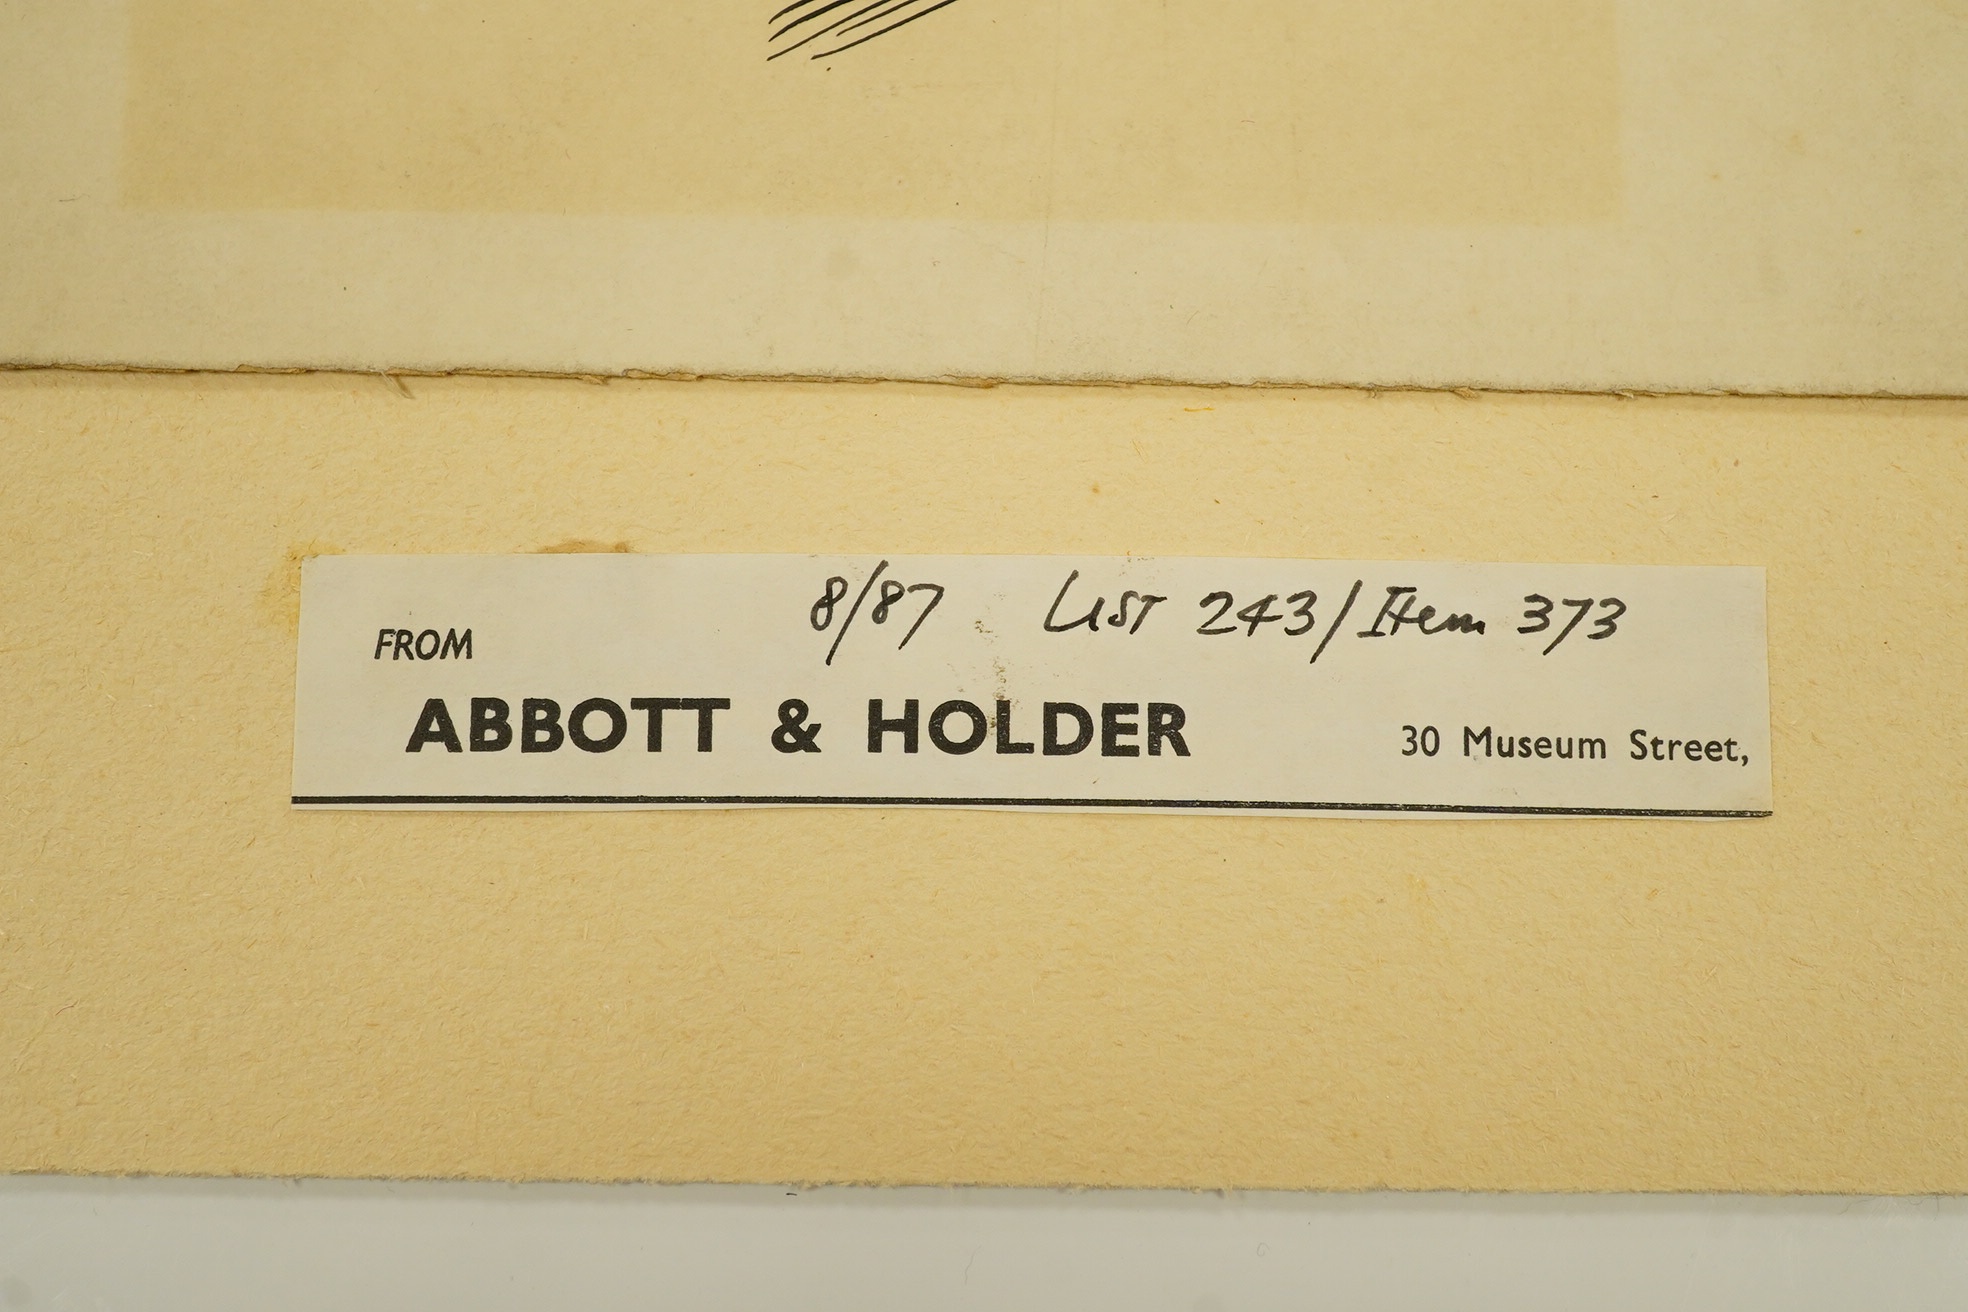 8/87 List 243/Item 373
FROM
ABBOTT & HOLDER 30 Museum Street,